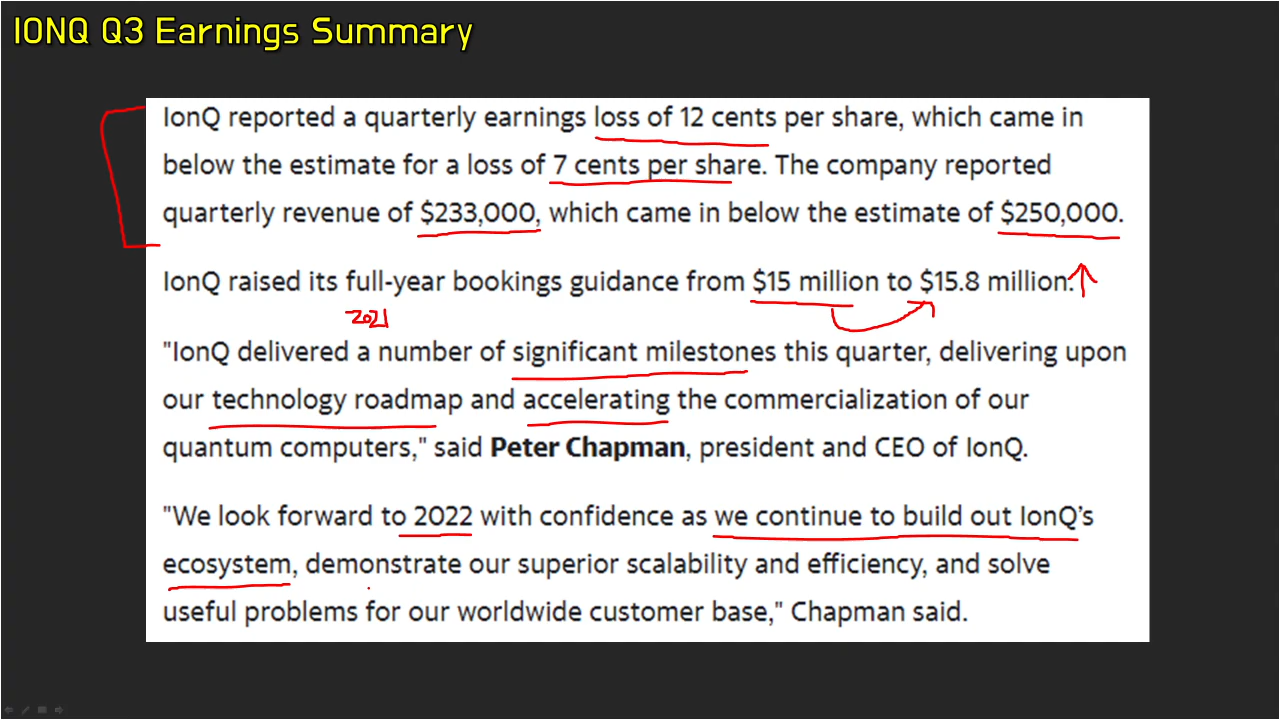 IONQ Q3 Earnings Summary
IonQ reported a quarterly earnings loss of 12 cents per share, which came in
below the estimate for a loss of 7 cents per share. The company reported
quarterly revenue of $233,000, which came in below the estimate of $250,000.
IonQ raised its full-year bookings guidance from $15 million to $15.8 million.
2021
"IonQ delivered a number of significant milestones this quarter, delivering upon
our technology roadmap and accelerating the commercialization of our
quantum computers," said Peter Chapman, president and CEO of IonQ.
"We look forward to 2022 with confidence as we continue to build out IonQ's
ecosystem, demonstrate our superior scalability and efficiency, and solve
useful problems for our worldwide customer base," Chapman said.